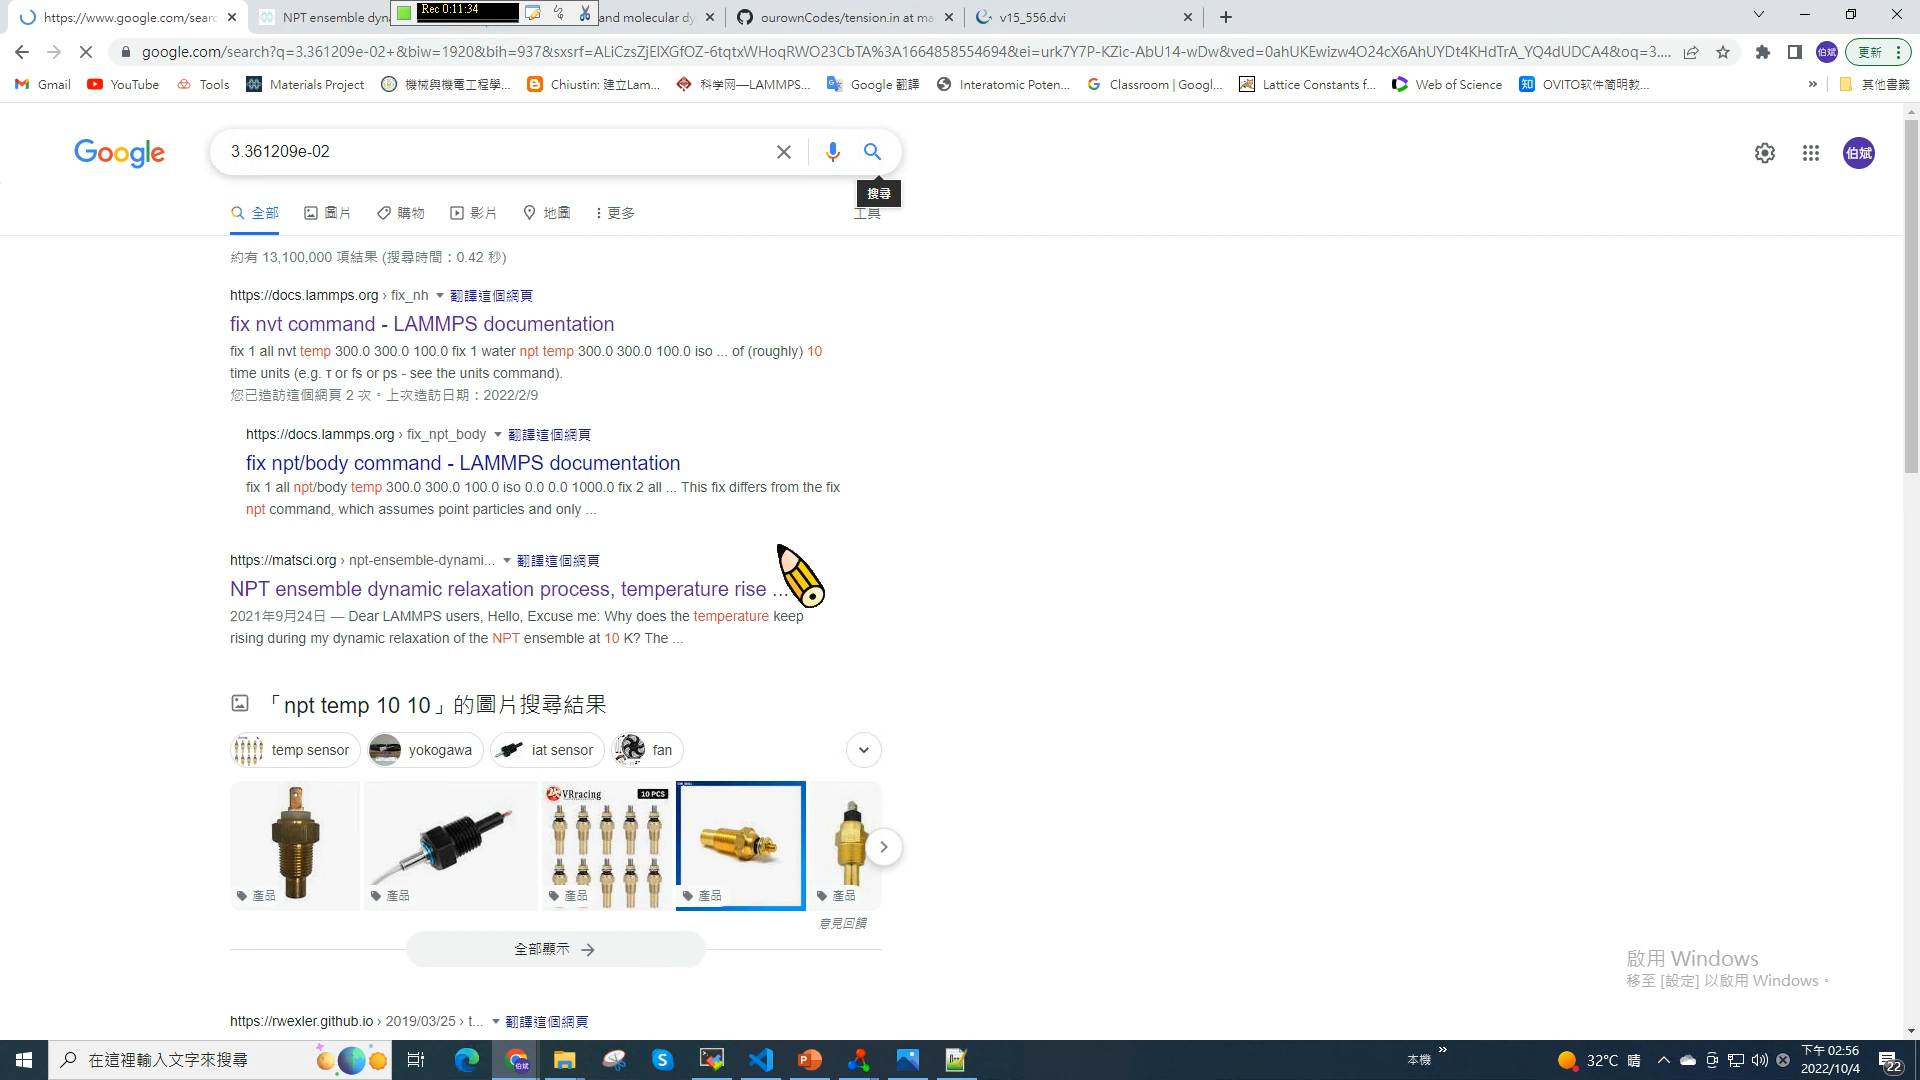 https://www.google.com/searc
NPT ensemble dyn
Rec 0:11:34
and molecular dy
ourownCodes/tension.in at ma
v15_556.dvi
google.com/search?q=3.361209e-02+&biw=1920&bih=937&sxsrf=ALiCzsZjEIXGfOZ-6tqtxWHoqRWO23CbTA%3A1664858554694&ei=urk7Y7P-KZic-AbU14-wDw&ved=0ahUKEwizw4O24cX6AhUYDt4KHdTrA_YQ4dUDCA4&oq=3....
伯斌
更新
Gmail
YouTube
Tools
Materials Project
機械與機電工程學...
Chiustin: 建立Lam...
科学网—LAMMPS...
Google 翻譯
Interatomic Poten...
Classroom | Googl...
Lattice Constants f...
Web of Science
知
OVITO软件简明教...
»
其他書籤
Google
3.361209e-02
伯斌
搜尋
全部
圖片
購物
影片
地圖
更多
工具
約有 13,100,000 項結果 (搜尋時間:0.42 秒)
https://docs.lammps.org › fix_nh
翻譯這個網頁
fix nvt command - LAMMPS documentation
fix 1 all nvt temp 300.0 300.0 100.0 fix 1 water npt temp 300.0 300.0 100.0 iso ... of (roughly) 10
time units (e.g. τ or fs or ps - see the units command).
您已造訪這個網頁 2 次。上次造訪日期:2022/2/9
https://docs.lammps.org › fix_npt_body
翻譯這個網頁
fix npt/body command - LAMMPS documentation
fix 1 all npt/body temp 300.0 300.0 100.0 iso 0.0 0.0 1000.0 fix 2 all ... This fix differs from the fix
npt command, which assumes point particles and only ...
https://matsci.org › npt-ensemble-dynami...
翻譯這個網頁
NPT ensemble dynamic relaxation process, temperature rise ...
2021年9月24日 — Dear LAMMPS users, Hello, Excuse me: Why does the temperature keep
rising during my dynamic relaxation of the NPT ensemble at 10 K? The ...
「npt temp 10 10」的圖片搜尋結果
temp sensor
yokogawa
iat sensor
fan
VRracing
10 PCS
產品
產品
產品
產品
產品
意見回饋
全部顯示
啟用 Windows
移至 [設定] 以啟用 Windows。
https://rwexler.github.io › 2019/03/25 › t...
翻譯這個網頁
在這裡輸入文字來搜尋
本機
»
32°C 晴
下午 02:56
2022/10/4
22